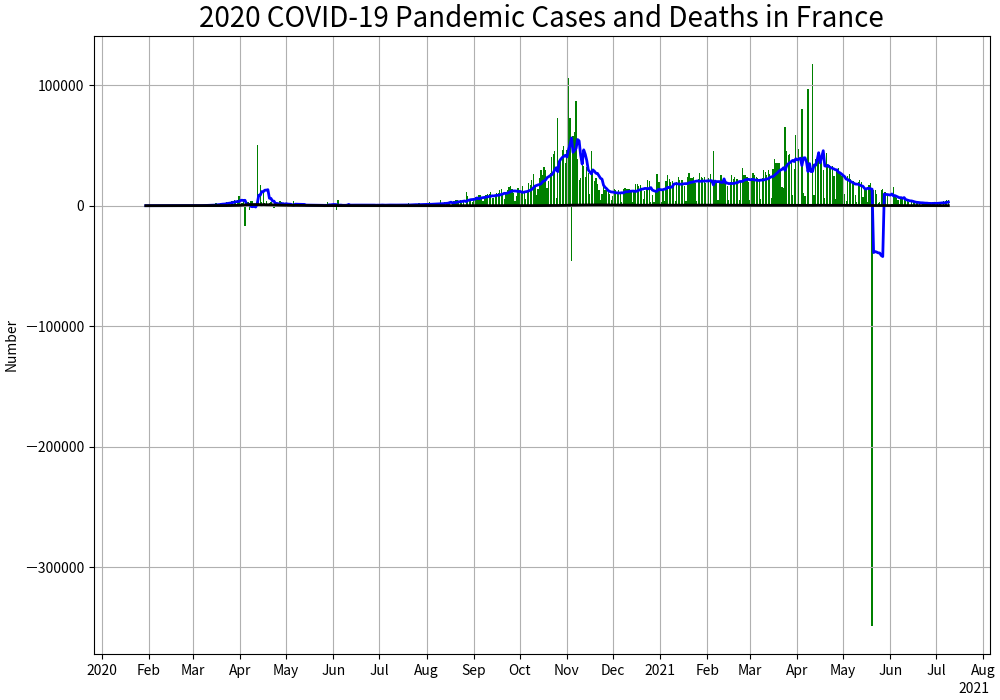 2020 COVID-19 Pandemic Cases and Deaths in France
Number
100000
0
−100000
−200000
−300000
2020 Feb Mar Apr May Jun Jul Aug Sep Oct Nov Dec 2021 Feb Mar Apr May Jun Jul Aug
2021